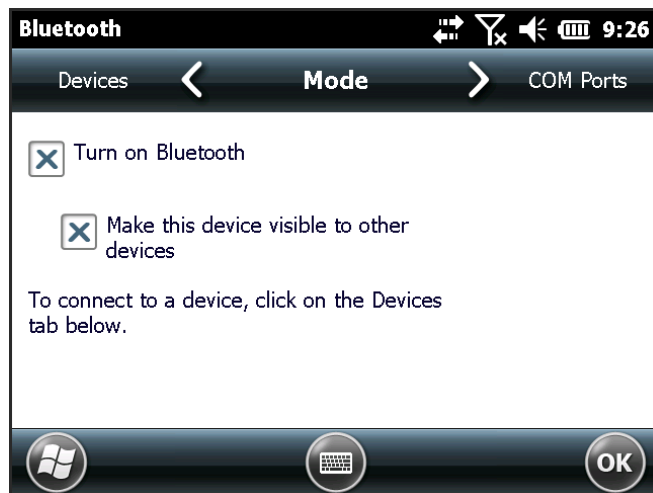 Bluetooth 9:26
Devices Mode COM Ports
Turn on Bluetooth
Make this device visible to other
devices
To connect to a device, click on the Devices
tab below.
OK